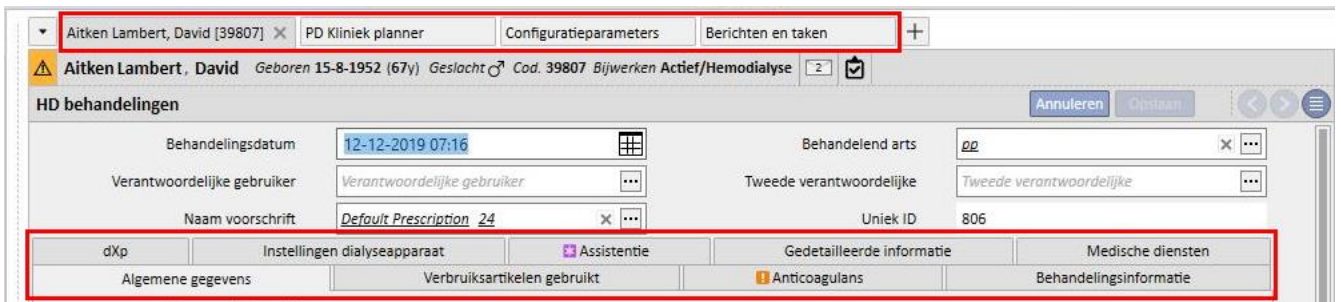 Aitken Lambert, David [39807] PD Kliniek planner Configuratieparameters Berichten en taken
Aitken Lambert, David Geboren 15-8-1952 (67y) Geslacht ♂ Cod. 39807 Bijwerken Actief/Hemodialyse 2
HD behandelingen Annuleren Opslaan
Behandelingsdatum 12-12-2019 07:16 Behandelend arts pp
Verantwoordelijke gebruiker Verantwoordelijke gebruiker Tweede verantwoordelijke Tweede verantwoordelijke
Naam voorschrift Default Prescription_24 Uniek ID 806
dXp Instellingen dialyseapparaat Assistentie Gedetailleerde informatie Medische diensten
Algemene gegevens Verbruiksartikelen gebruikt Anticoagulans Behandelingsinformatie